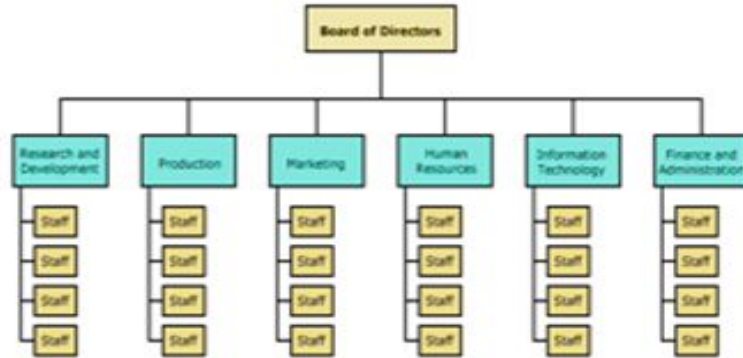 Board of Directors
Research and
Development
Production
Marketing
Human
Resources
Information
Technology
Finance and
Administration
Staff Staff Staff Staff Staff Staff
Staff Staff Staff Staff Staff Staff
Staff Staff Staff Staff Staff Staff
Staff Staff Staff Staff Staff Staff